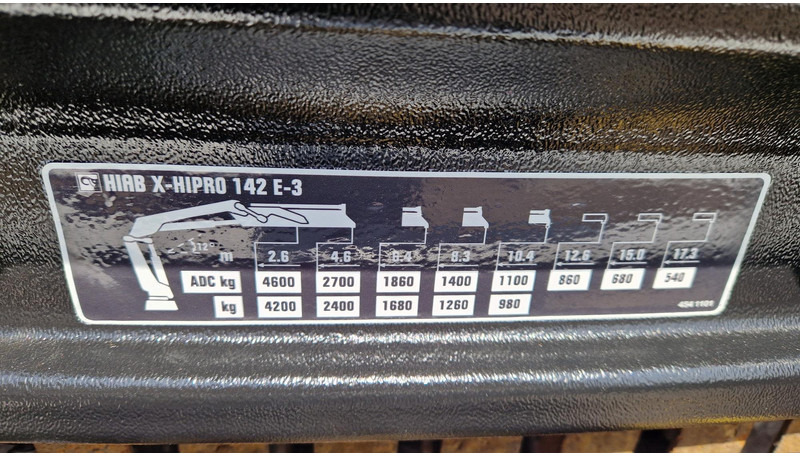 HIAB X-HIPRO 142 E-3
m 2.6 4.6 6.4 8.3 10.4 12.6 15.0 17.3
ADC kg 4600 2700 1860 1400 1100 860 680 540
kg 4200 2400 1680 1260 980